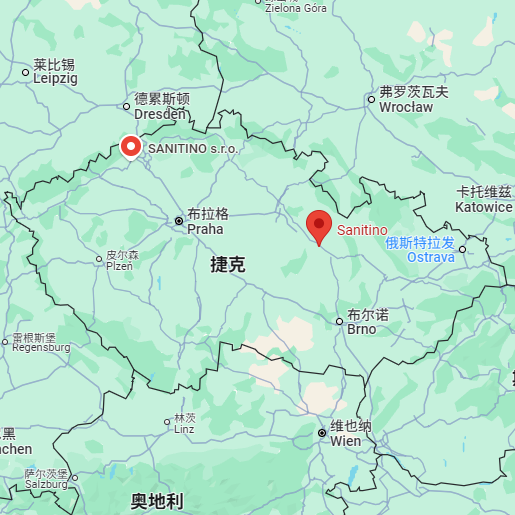 Zielona Góra
莱比锡
Leipzig
德累斯顿
Dresden
弗罗茨瓦夫
Wrocław
SANITINO s.r.o.
卡托维兹
Katowice
布拉格
Praha
Sanitino
俄斯特拉发
Ostrava
皮尔森
Plzeň
捷克
布尔诺
Brno
雷根斯堡
Regensburg
林茨
Linz
维也纳
Wien
黑
chen
萨尔茨堡
Salzburg
奥地利